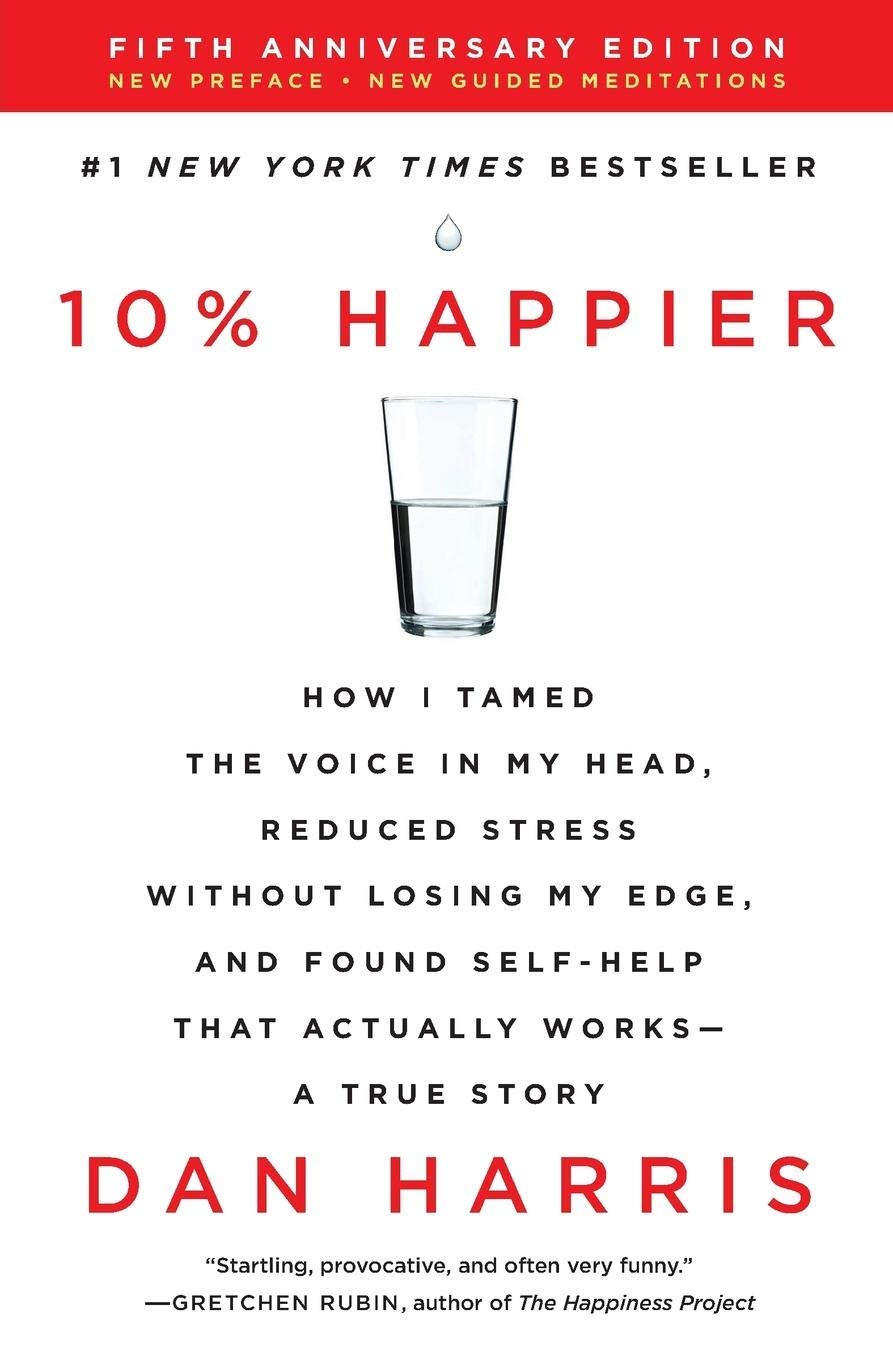 FIFTH ANNIVERSARY EDITION
NEW PREFACE • NEW GUIDED MEDITATIONS
#1 NEW YORK TIMES BESTSELLER
10% HAPPIER
HOW I TAMED
THE VOICE IN MY HEAD,
REDUCED STRESS
WITHOUT LOSING MY EDGE,
AND FOUND SELF-HELP
THAT ACTUALLY WORKS—
A TRUE STORY
DAN HARRIS
“Startling, provocative, and often very funny.”
—GRETCHEN RUBIN, author of The Happiness Project